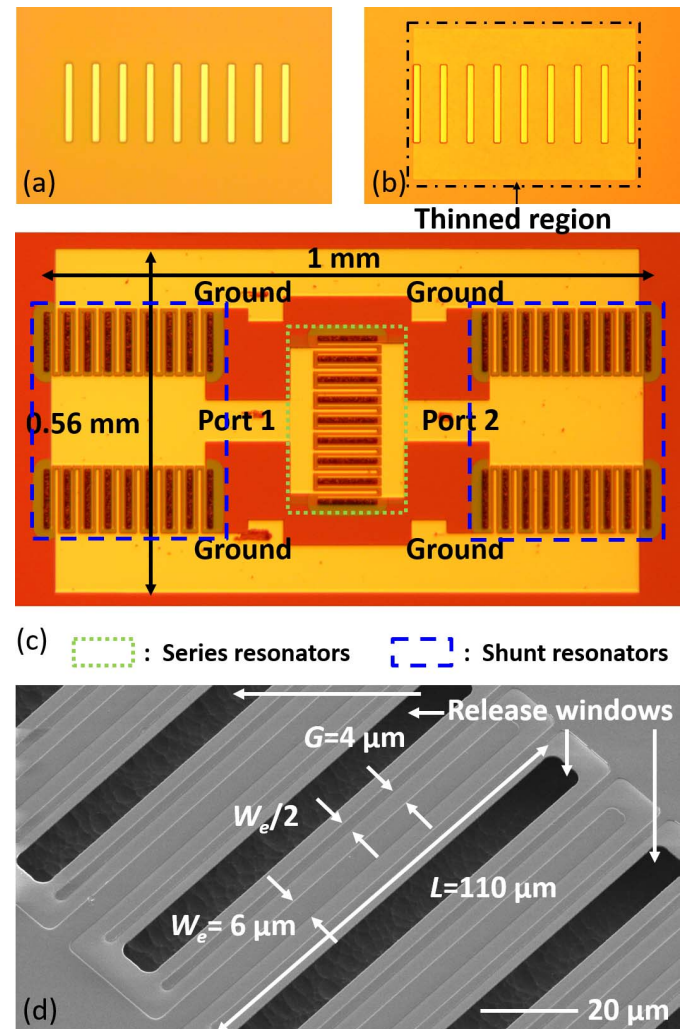 (a)
(b)
Thinned region
1 mm
Ground Ground
0.56 mm
Port 1 Port 2
Ground Ground
(c)
: Series resonators : Shunt resonators
Release windows
G=4 μm
We/2
L=110 μm
We= 6 μm
(d)
20 μm